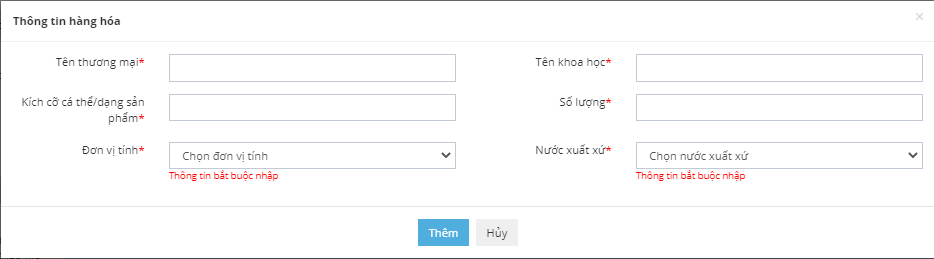 Thông tin hàng hóa
×
Tên thương mại*
Tên khoa học*
Kích cỡ cá thể/dạng sản
phẩm*
Số lượng*
Đơn vị tính*
Chọn đơn vị tính
Nước xuất xứ*
Chọn nước xuất xứ
Thông tin bắt buộc nhập
Thông tin bắt buộc nhập
Thêm
Hủy